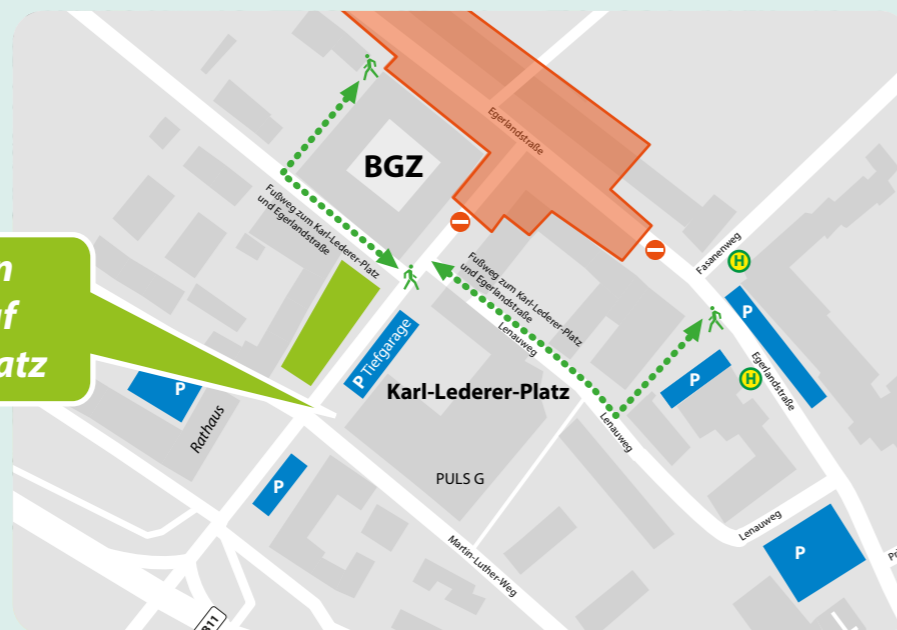 Egerlandstraße
BGZ
Fußweg zum Karl-Lederer-Platz
und Egerlandstraße
Fasanenweg
H
Fußweg zum Karl-Lederer-Platz
und Egerlandstraße
P
P Tiefgarage
Lenauweg
H
Egerlandstraße
P
atz
P
Karl-Lederer-Platz
Rathaus
Lenauweg
PULS G
P
Lenauweg
Martin-Luther-Weg
P